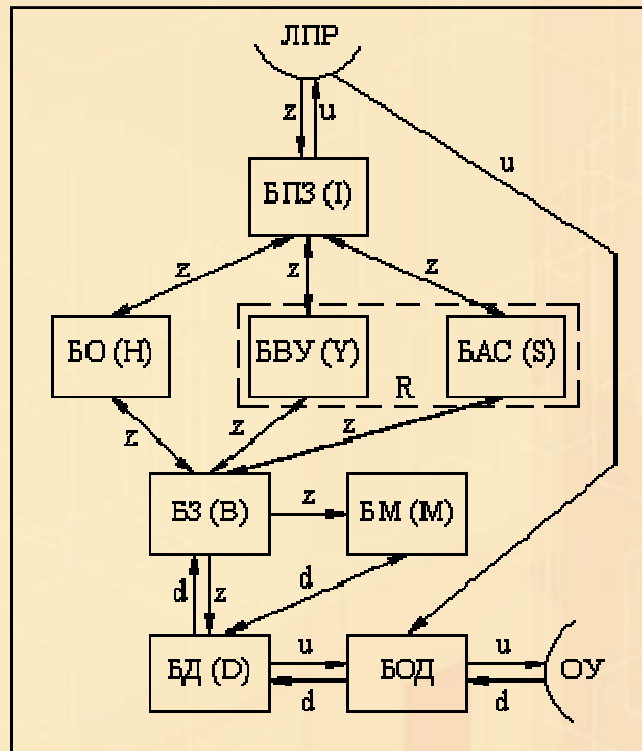 ЛПР
z u
u
БПЗ (I)
z z z
БО (H) БВУ (Y) БАС (S)
R
z z z
БЗ (B) z БМ (M)
d z d
БД (D) u d БОД u d ОУ